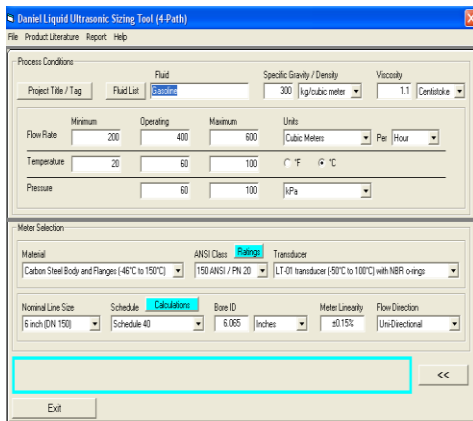 Daniel Liquid Ultrasonic Sizing Tool (4-Path)
File Product Literature Report Help
Process Conditions
Fluid Specific Gravity / Density Viscosity
Project Title / Tag Fluid List Gasoline 300 kg/cubic meter 1.1 Centistoke
Minimum Operating Maximum Units
Flow Rate 200 400 600 Cubic Meters Per Hour
Temperature 20 60 100 °F °C
Pressure 60 100 kPa
Meter Selection
Material ANSI Class Ratings Transducer
Carbon Steel Body and Flanges (-46°C to 150°C) 150 ANSI / PN 20 LT-01 transducer (-50°C to 100°C) with NBR o-rings
Nominal Line Size Schedule Calculations Bore ID Meter Linearity Flow Direction
6 inch (DN 150) Schedule 40 6.065 Inches ±0.15% Uni-Directional
<<
Exit